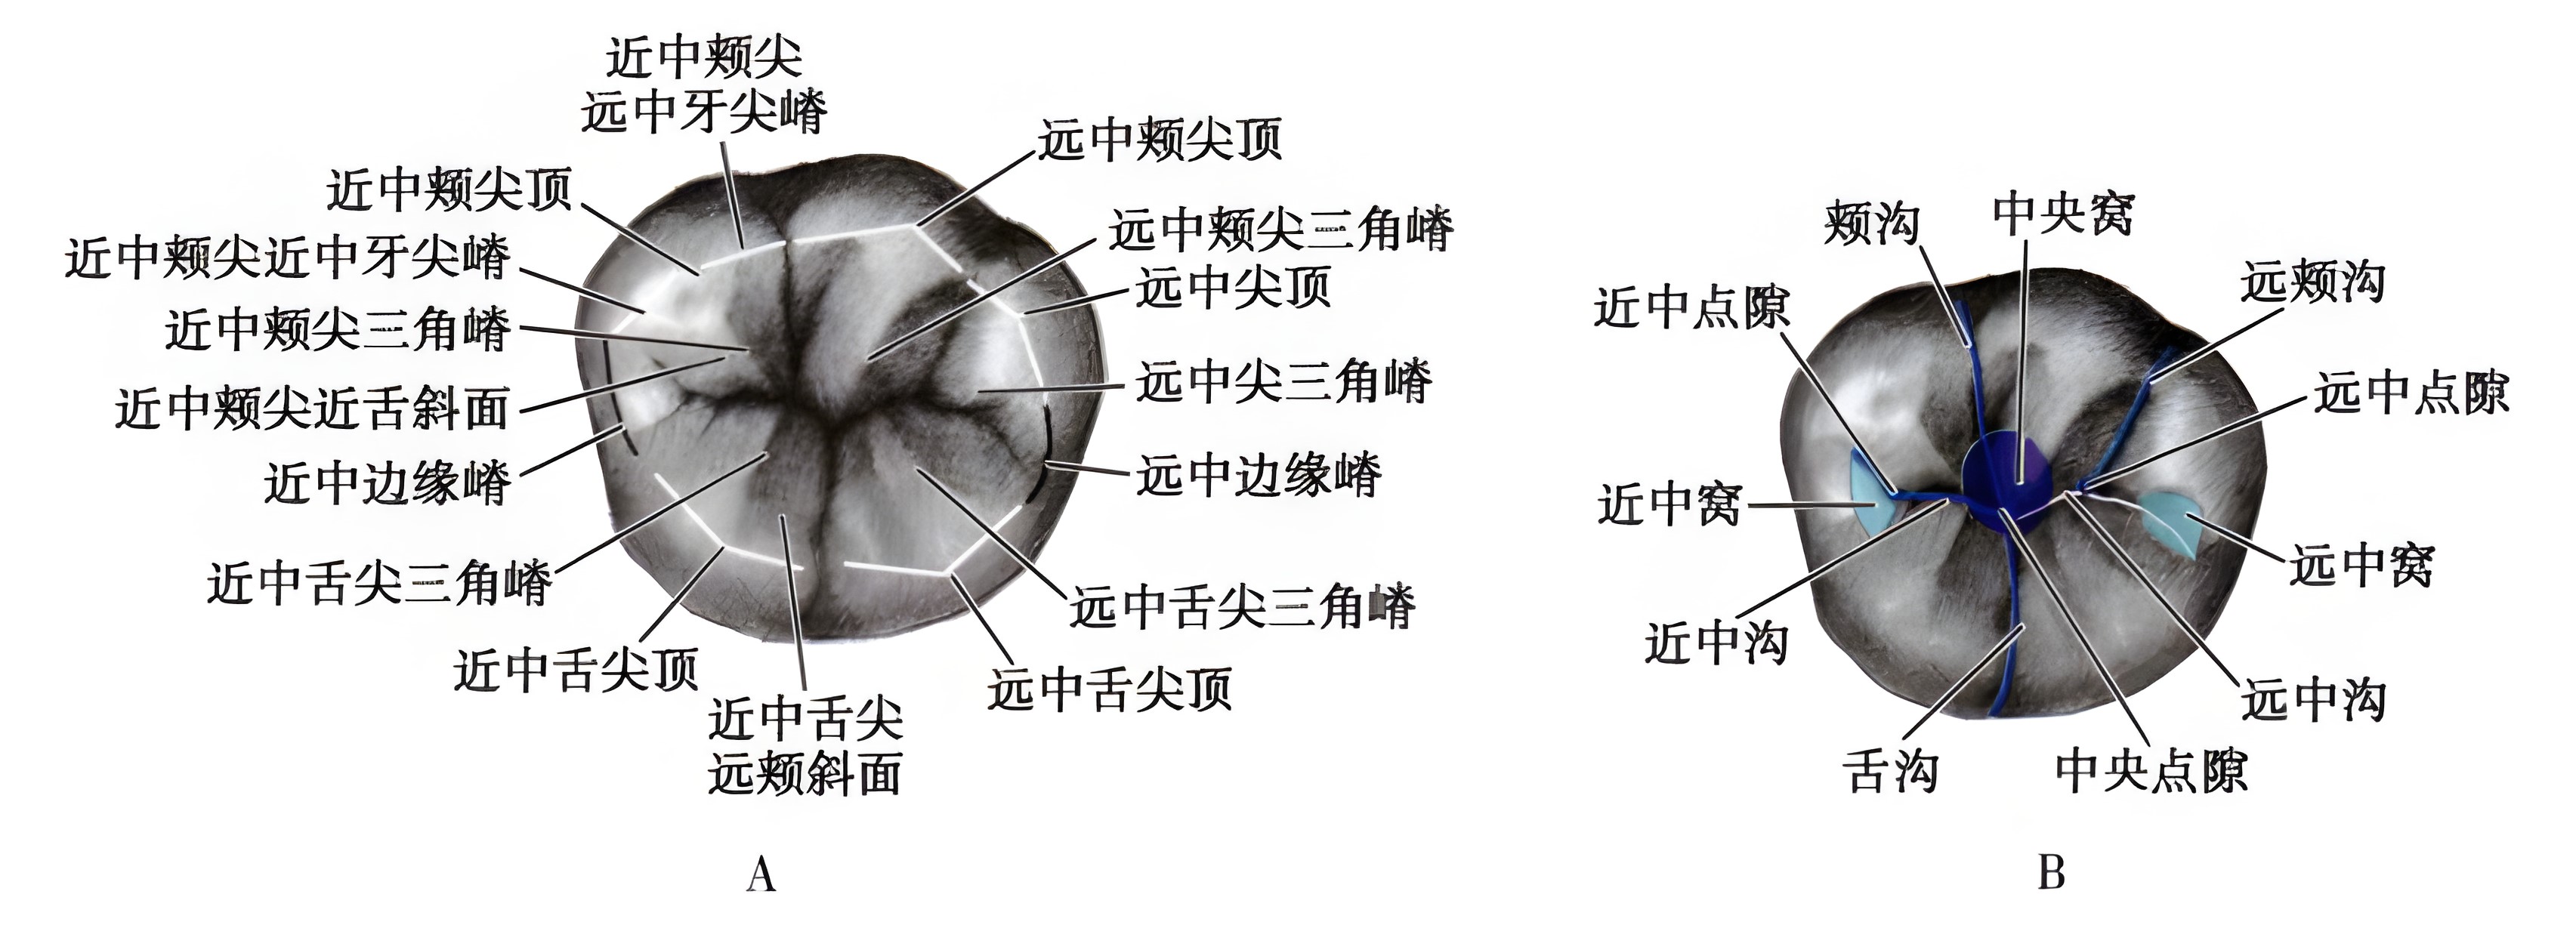 近中颊尖
远中牙尖嵴
远中颊尖顶
近中颊尖顶
远中颊尖三角嵴
近中颊尖近中牙尖嵴
远中尖顶
近中颊尖三角嵴
远中尖三角嵴
近中颊尖近舌斜面
远中边缘嵴
近中边缘嵴
近中舌尖三角嵴
远中舌尖三角嵴
近中舌尖顶
远中舌尖顶
近中舌尖
远颊斜面
A
颊沟
中央窝
远颊沟
近中点隙
远中点隙
近中窝
远中窝
近中沟
远中沟
舌沟
中央点隙
B